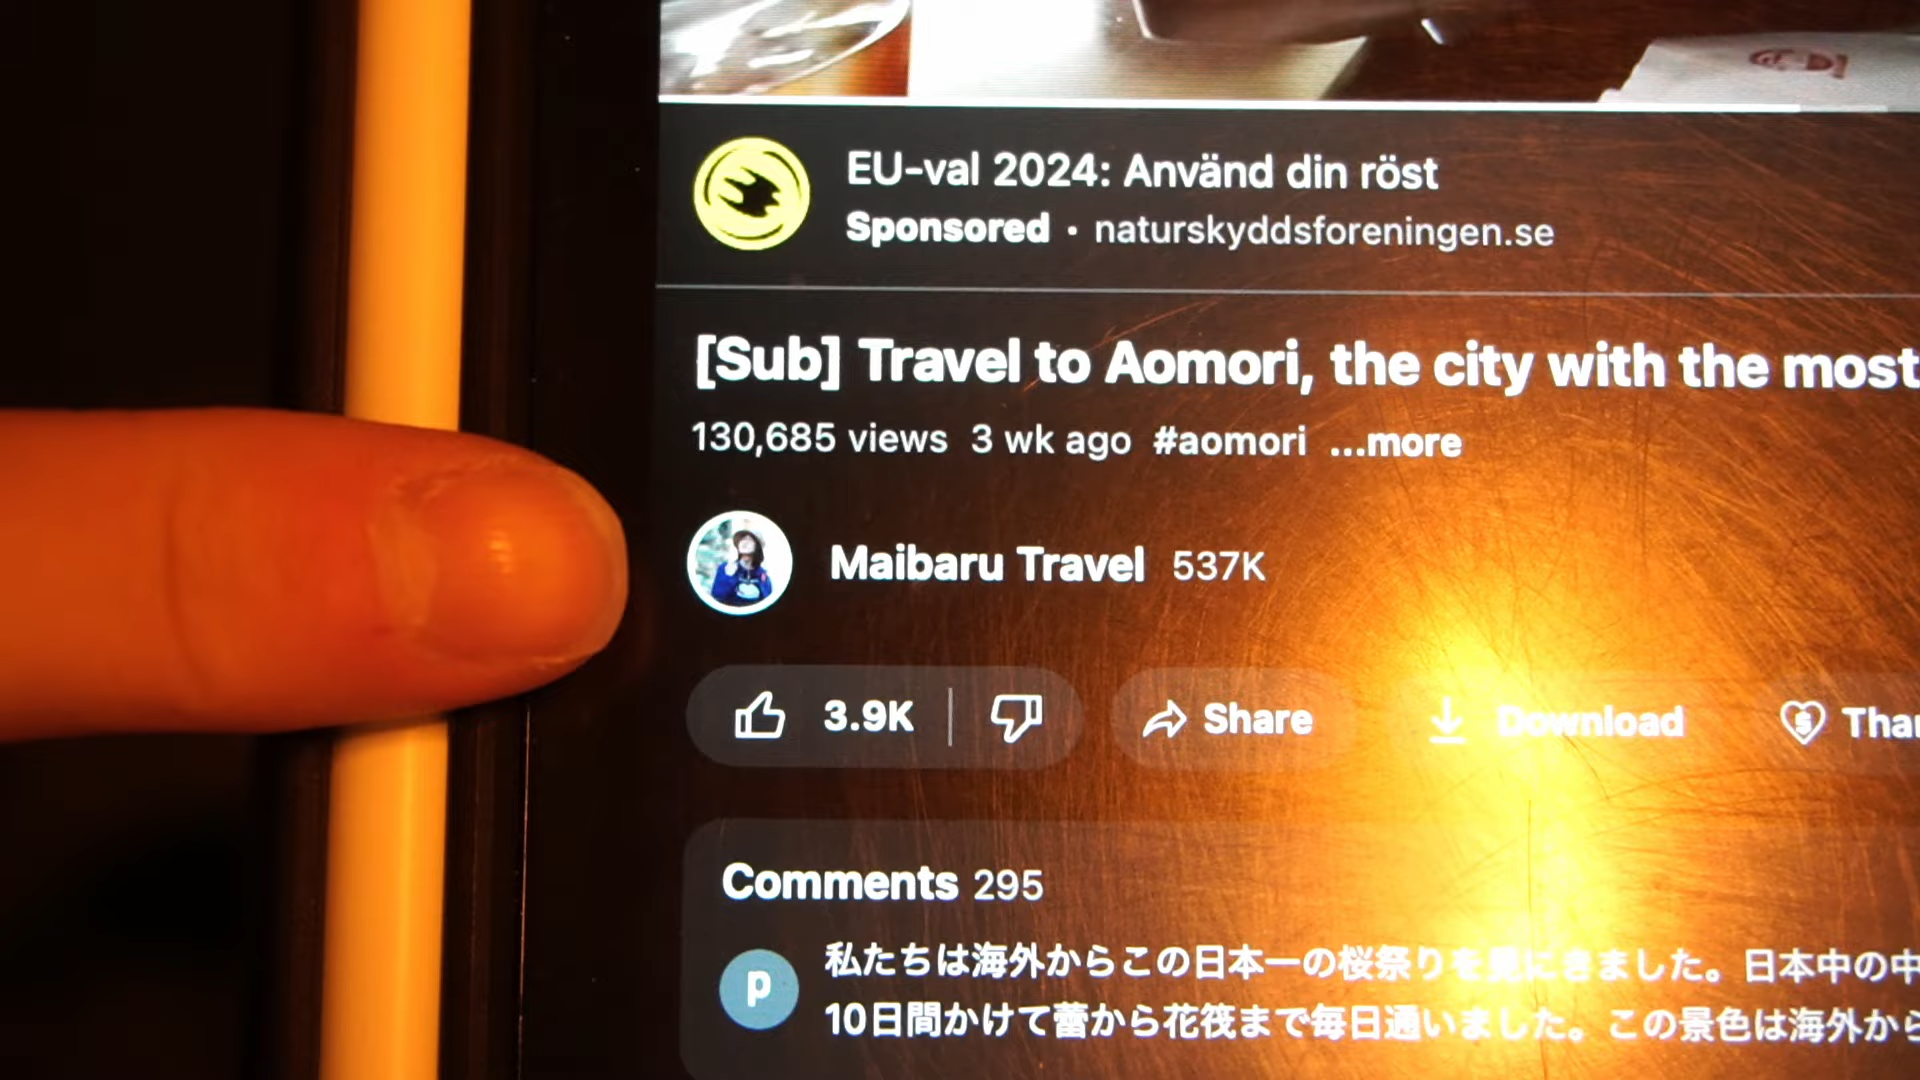 EU-val 2024: Använd din röst
Sponsored · naturskyddsforeningen.se
[Sub] Travel to Aomori, the city with the most
130,685 views 3 wk ago #aomori ...more
Maibaru Travel 537K
3.9K Share Download
Comments 295
P
私たちは海外からこの日本一の桜祭りを見にきました。日本中の中
10日間かけて蕾から花筏まで毎日通いました。この景色は海外から